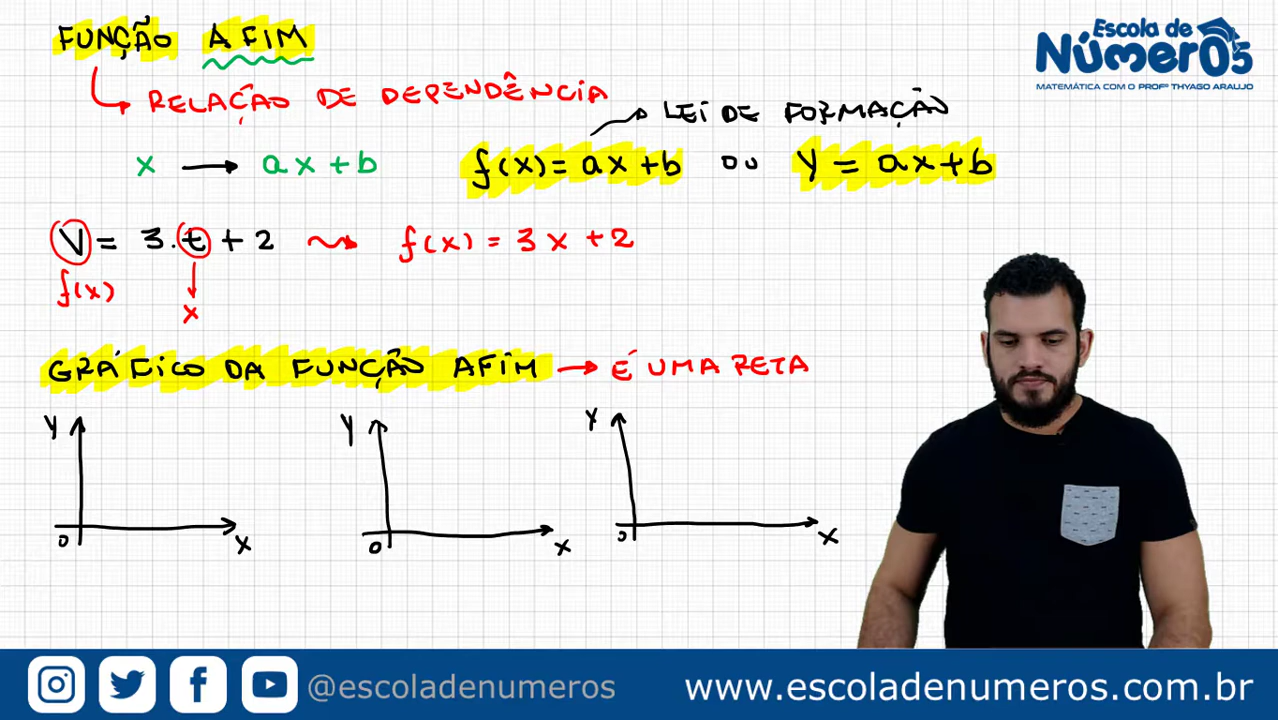 FUNÇÃO AFIM
Escola de
NúmerOs
MATEMÁTICA COM O PROFº THYAGO ARAUJO
RELAÇÃO DE DEPENDÊNCIA
LEI DE FORMAÇÃO
x → ax+b
f(x)= ax+b ou Y = ax+b
V = 3.t + 2 f(x) = 3x + 2
f(x)
x
GRÁFICO DA FUNÇÃO AFIM → É UMA RETA
Y Y X
0 X 0 X 0 X
@escoladenumeros www.escoladenumeros.com.br